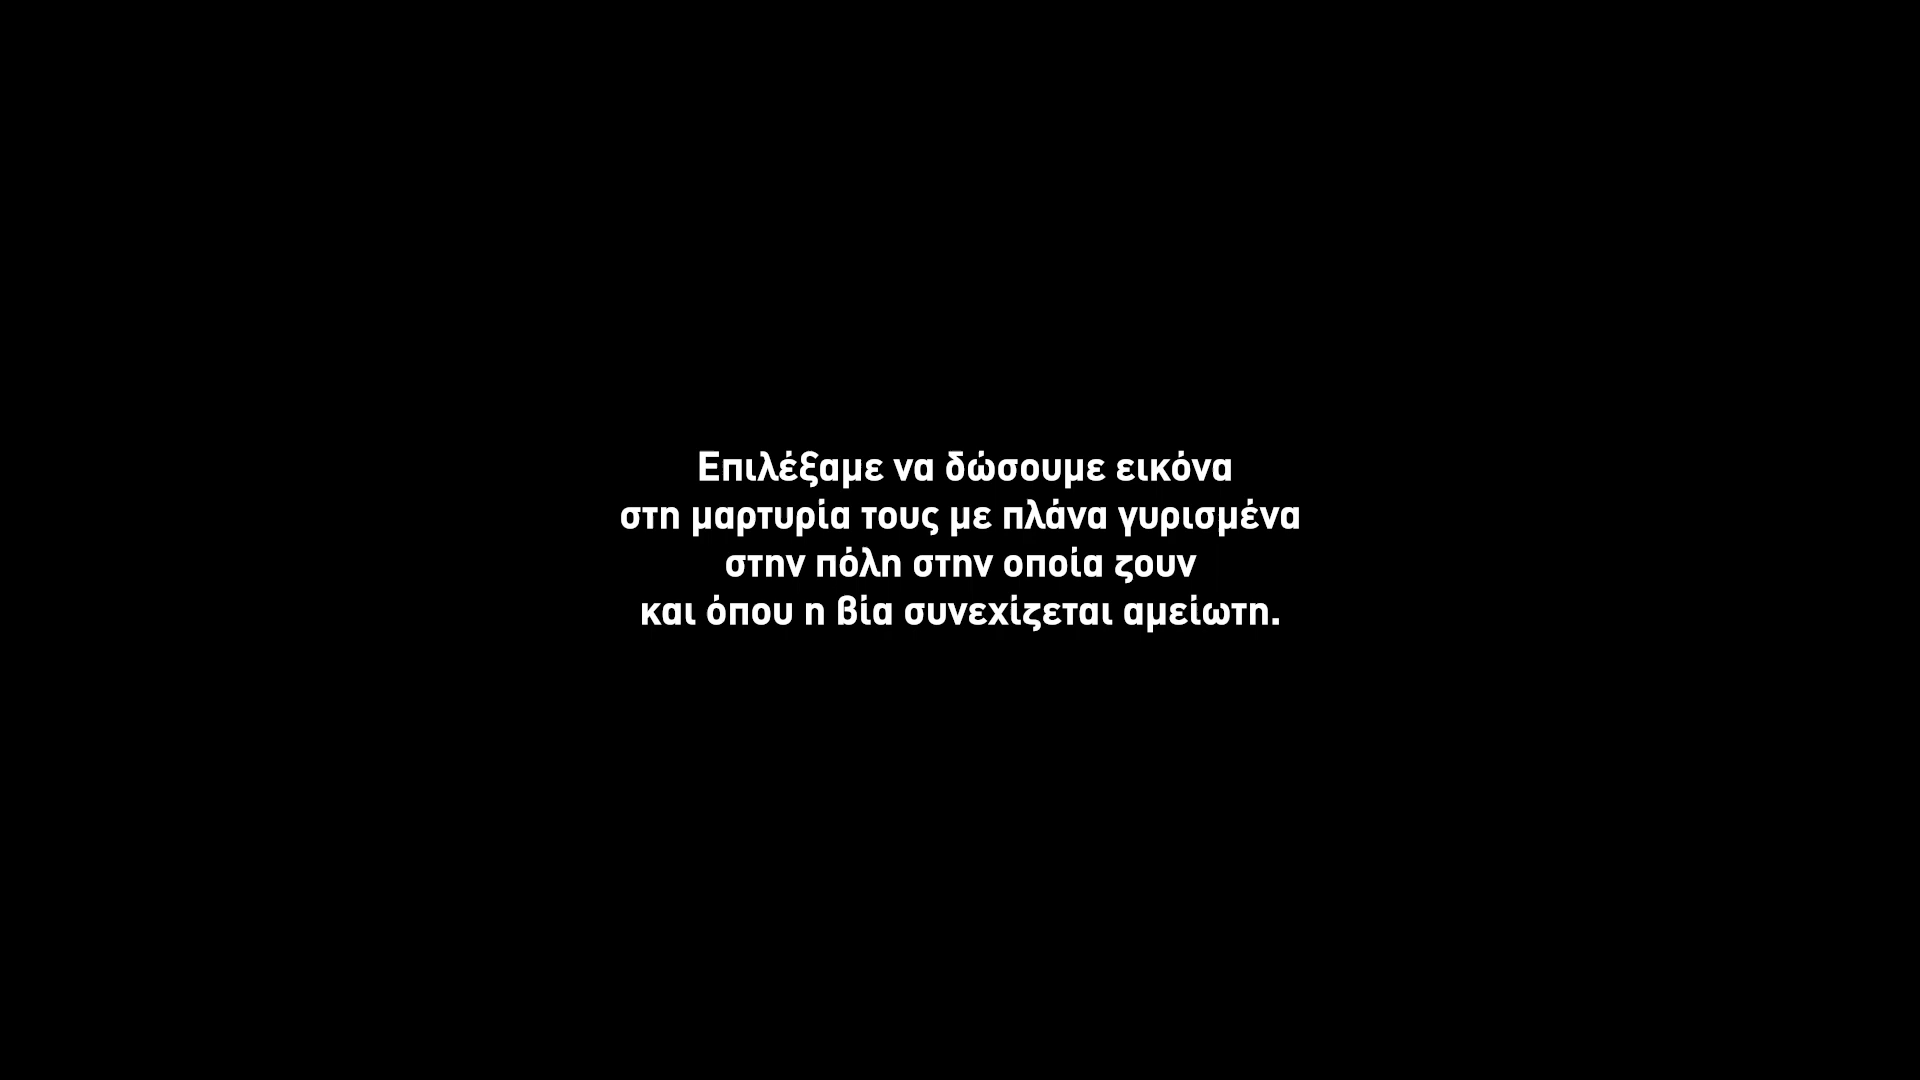 Επιλέξαμε να δώσουμε εικόνα
στη μαρτυρία τους με πλάνα γυρισμένα
στην πόλη στην οποία ζουν
και όπου η βία συνεχίζεται αμείωτη.